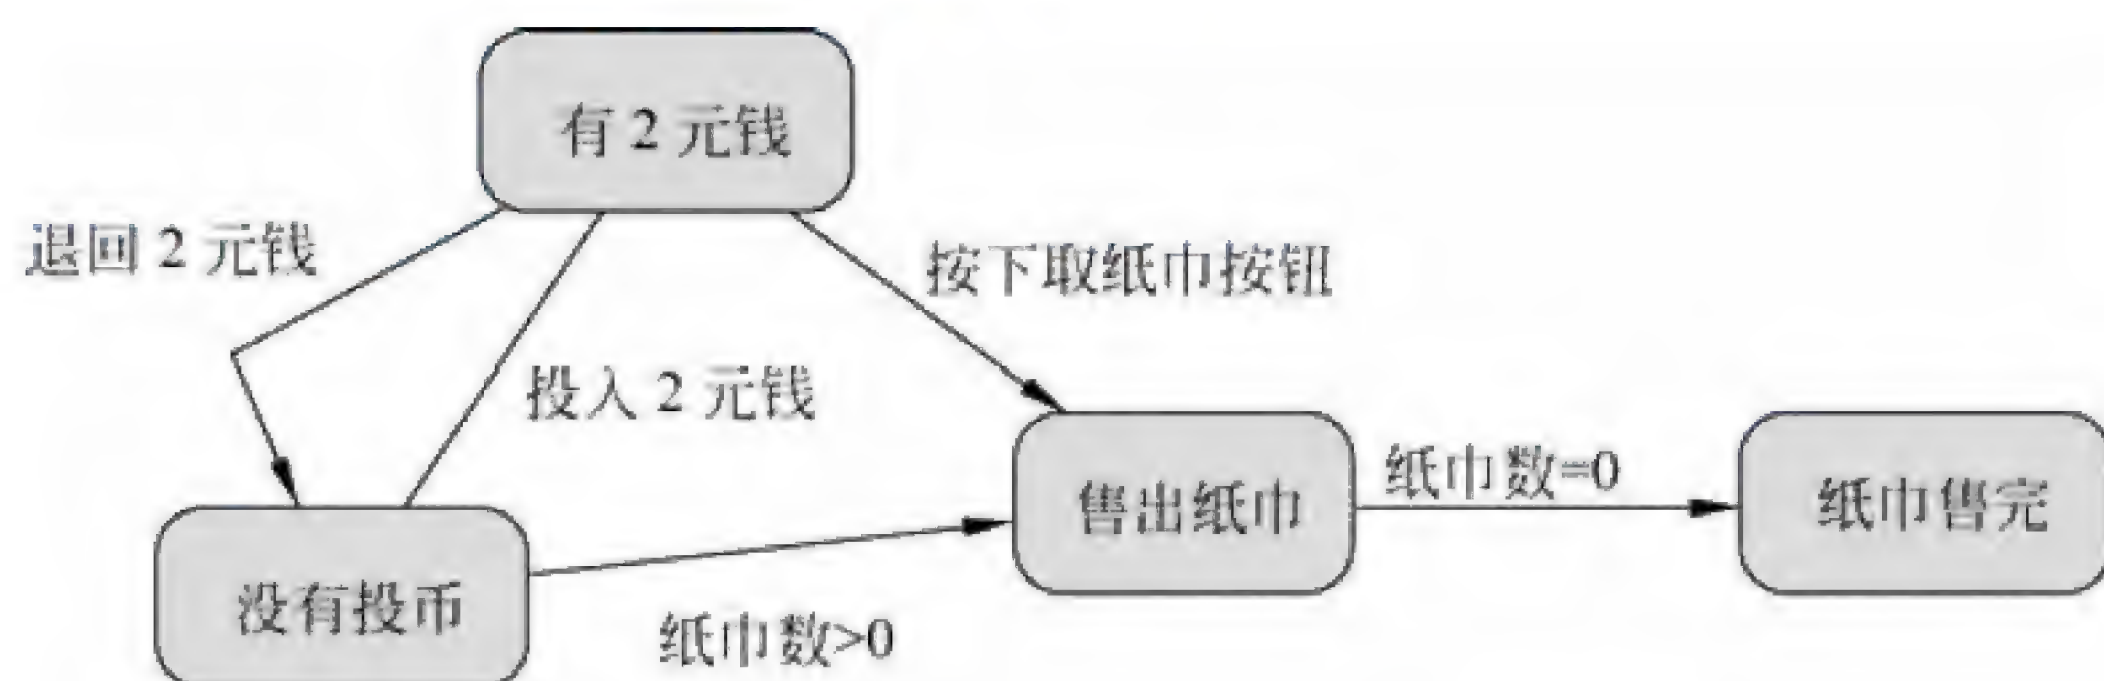 有2元钱
退回2元钱
按下取纸巾按钮
投入2元钱
纸巾数=0
售出纸巾
纸巾售完
没有投币
纸巾数>0